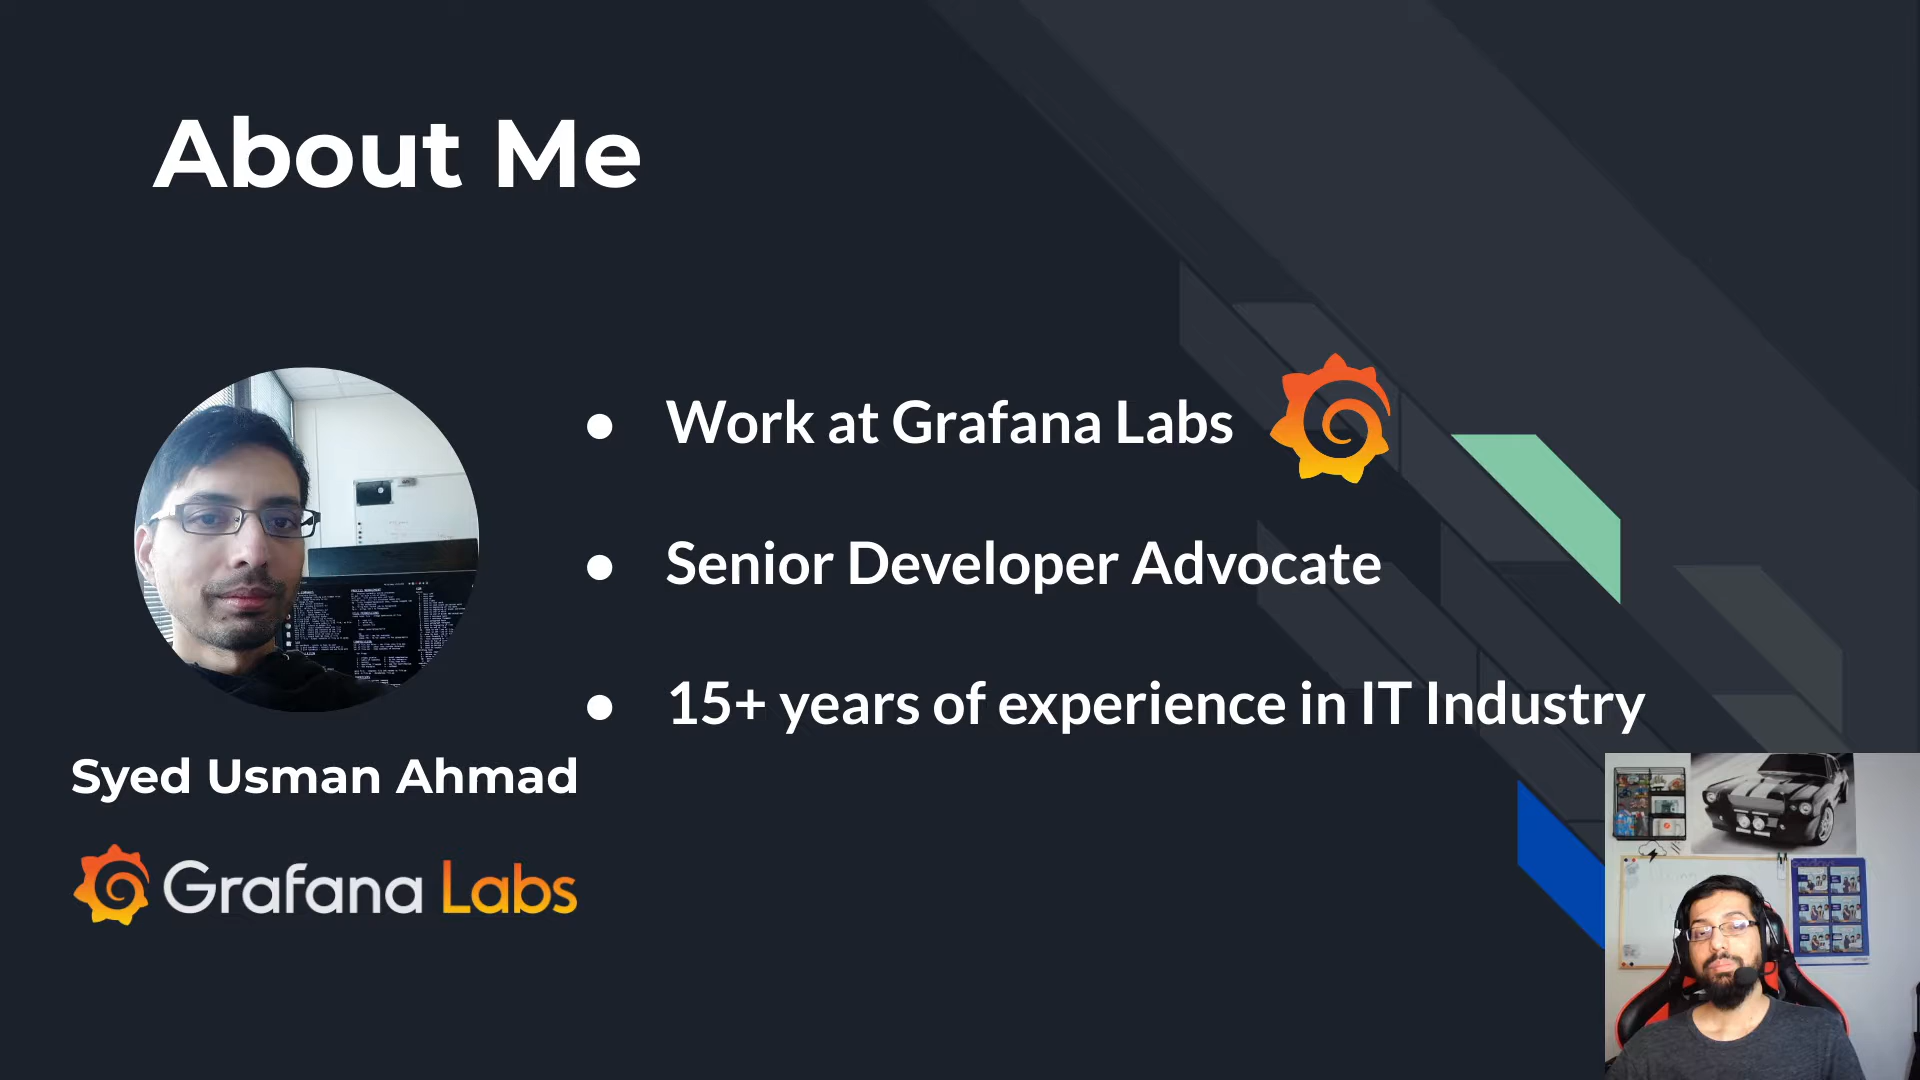 About Me
● Work at Grafana Labs
● Senior Developer Advocate
● 15+ years of experience in IT Industry
Syed Usman Ahmad
Grafana Labs